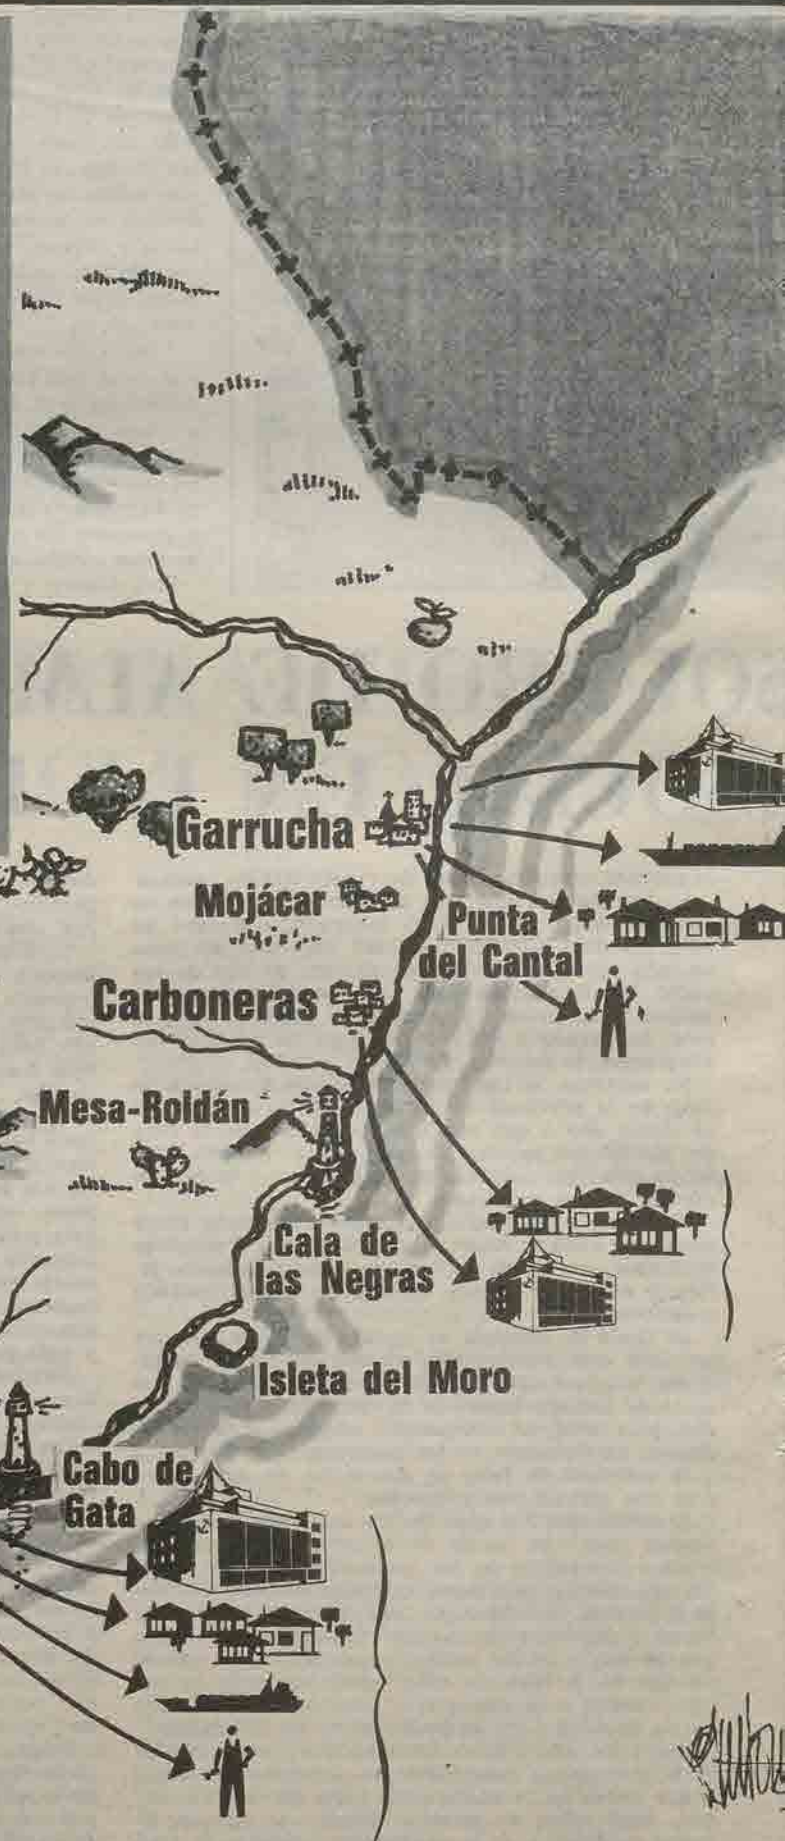 Garrucha
Mojácar
Punta
del Cantal
Carboneras
Mesa-Roldán
Cala de
las Negras
Isleta del Moro
Cabo de
Gata